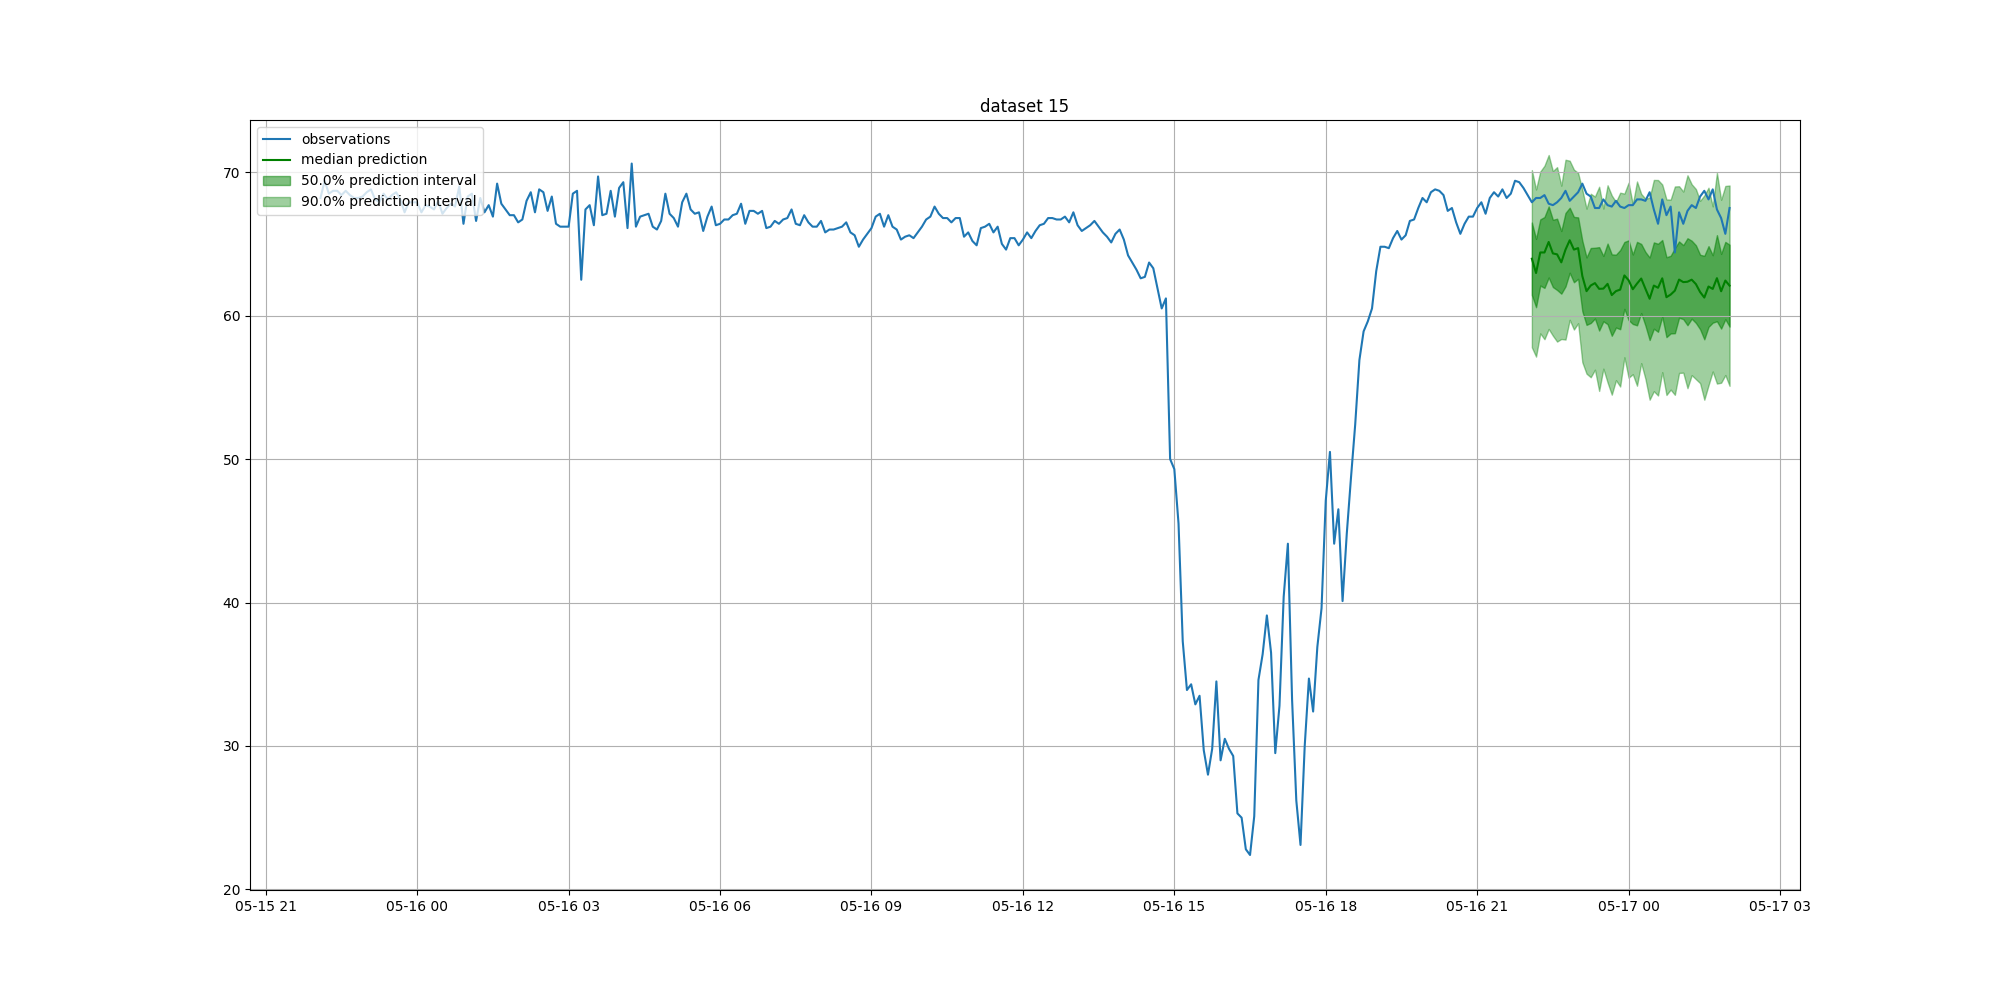 dataset 15
observations
median prediction
50.0% prediction interval
90.0% prediction interval
70
60
50
40
30
20
05-15 21 05-16 00 05-16 03 05-16 06 05-16 09 05-16 12 05-16 15 05-16 18 05-16 21 05-17 00 05-17 03